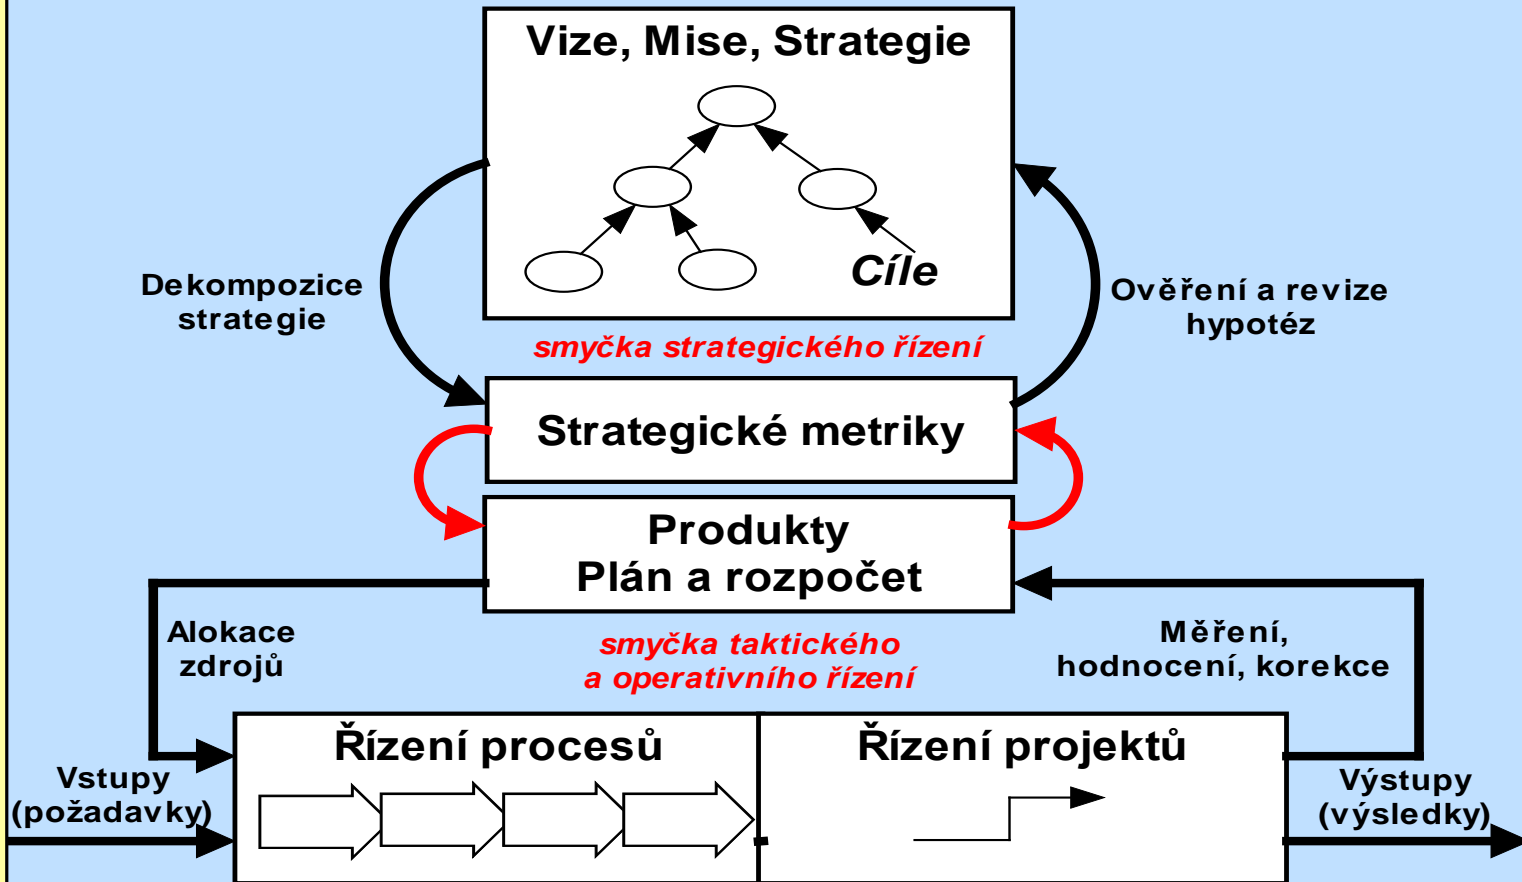 Vize, Mise, Strategie
Cíle
Dekompozice
strategie
Ověření a revize
hypotéz
smyčka strategického řízení
Strategické metriky
Produkty
Plán a rozpočet
Alokace
zdrojů
smyčka taktického
a operativního řízení
Měření,
hodnocení, korekce
Řízení procesů
Řízení projektů
Vstupy
(požadavky)
Výstupy
(výsledky)